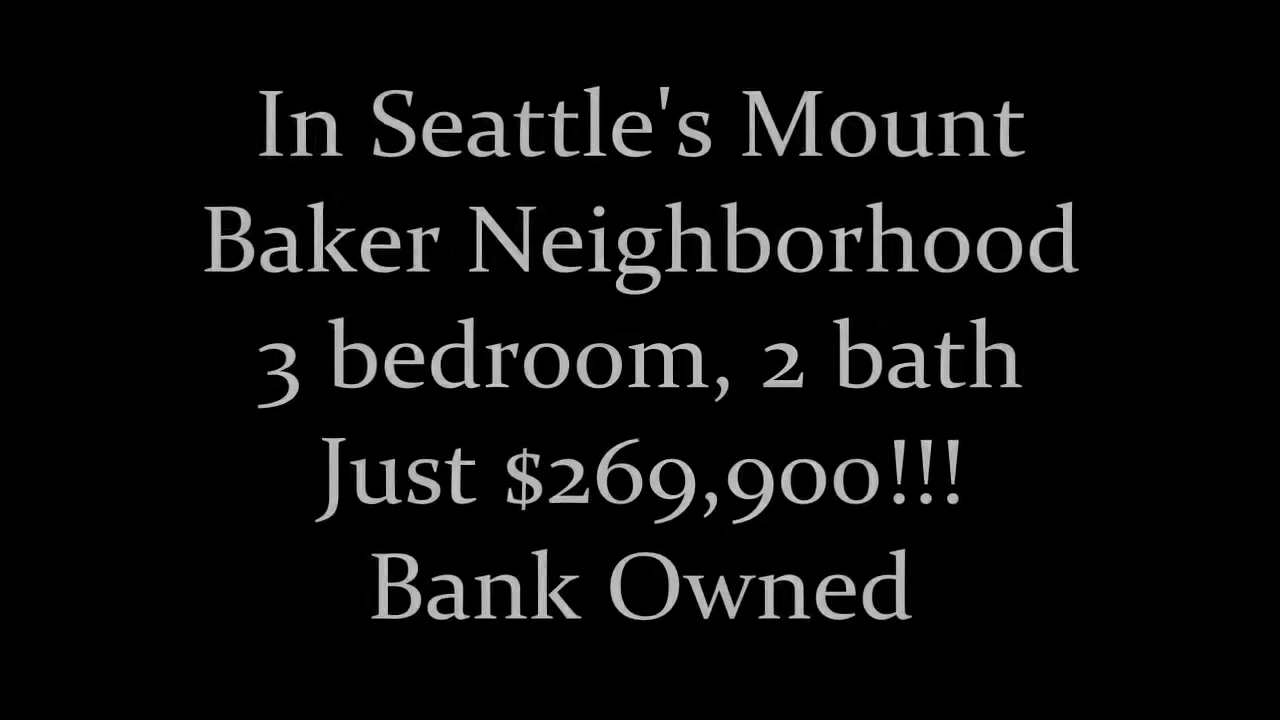 In Seattle's Mount
Baker Neighborhood
3 bedroom, 2 bath
Just $269,900!!!
Bank Owned